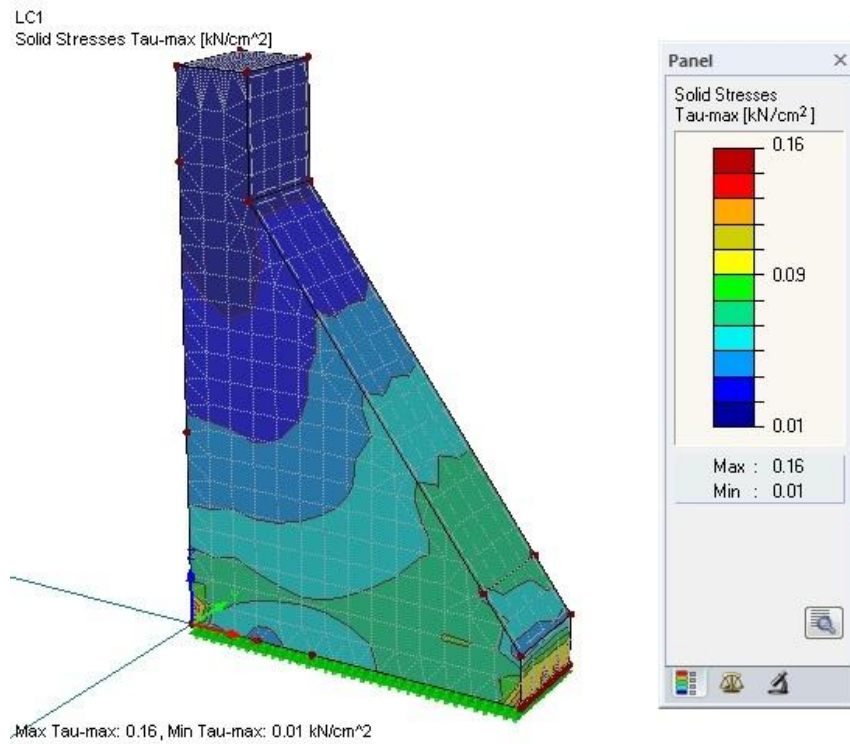 LC1
Solid Stresses Tau-max [kN/cm^2]
Panel
Solid Stresses
Tau-max [kN/cm²]
0.16
0.09
0.01
Max : 0.16
Min : 0.01
Max Tau-max: 0.16, Min Tau-max: 0.01 kN/cm^2